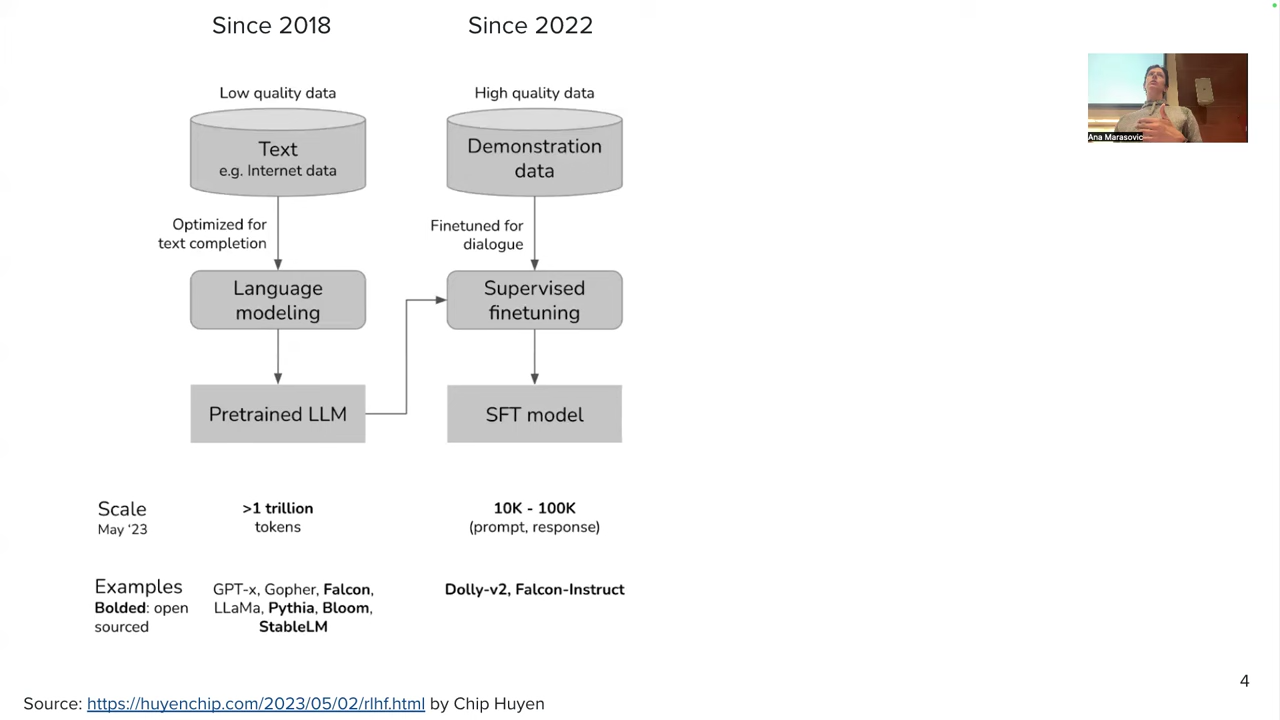 Since 2018
Since 2022
Low quality data
High quality data
Text
e.g. Internet data
Demonstration
data
Optimized for
text completion
Finetuned for
dialogue
Language
modeling
Supervised
finetuning
Pretrained LLM
SFT model
Scale
May ‘23
>1 trillion
tokens
10K - 100K
(prompt, response)
Examples
Bolded: open
sourced
GPT-x, Gopher, Falcon,
LLaMa, Pythia, Bloom,
StableLM
Dolly-v2, Falcon-Instruct
Ana Marasovic
4
Source: https://huyenchip.com/2023/05/02/rlhf.html by Chip Huyen